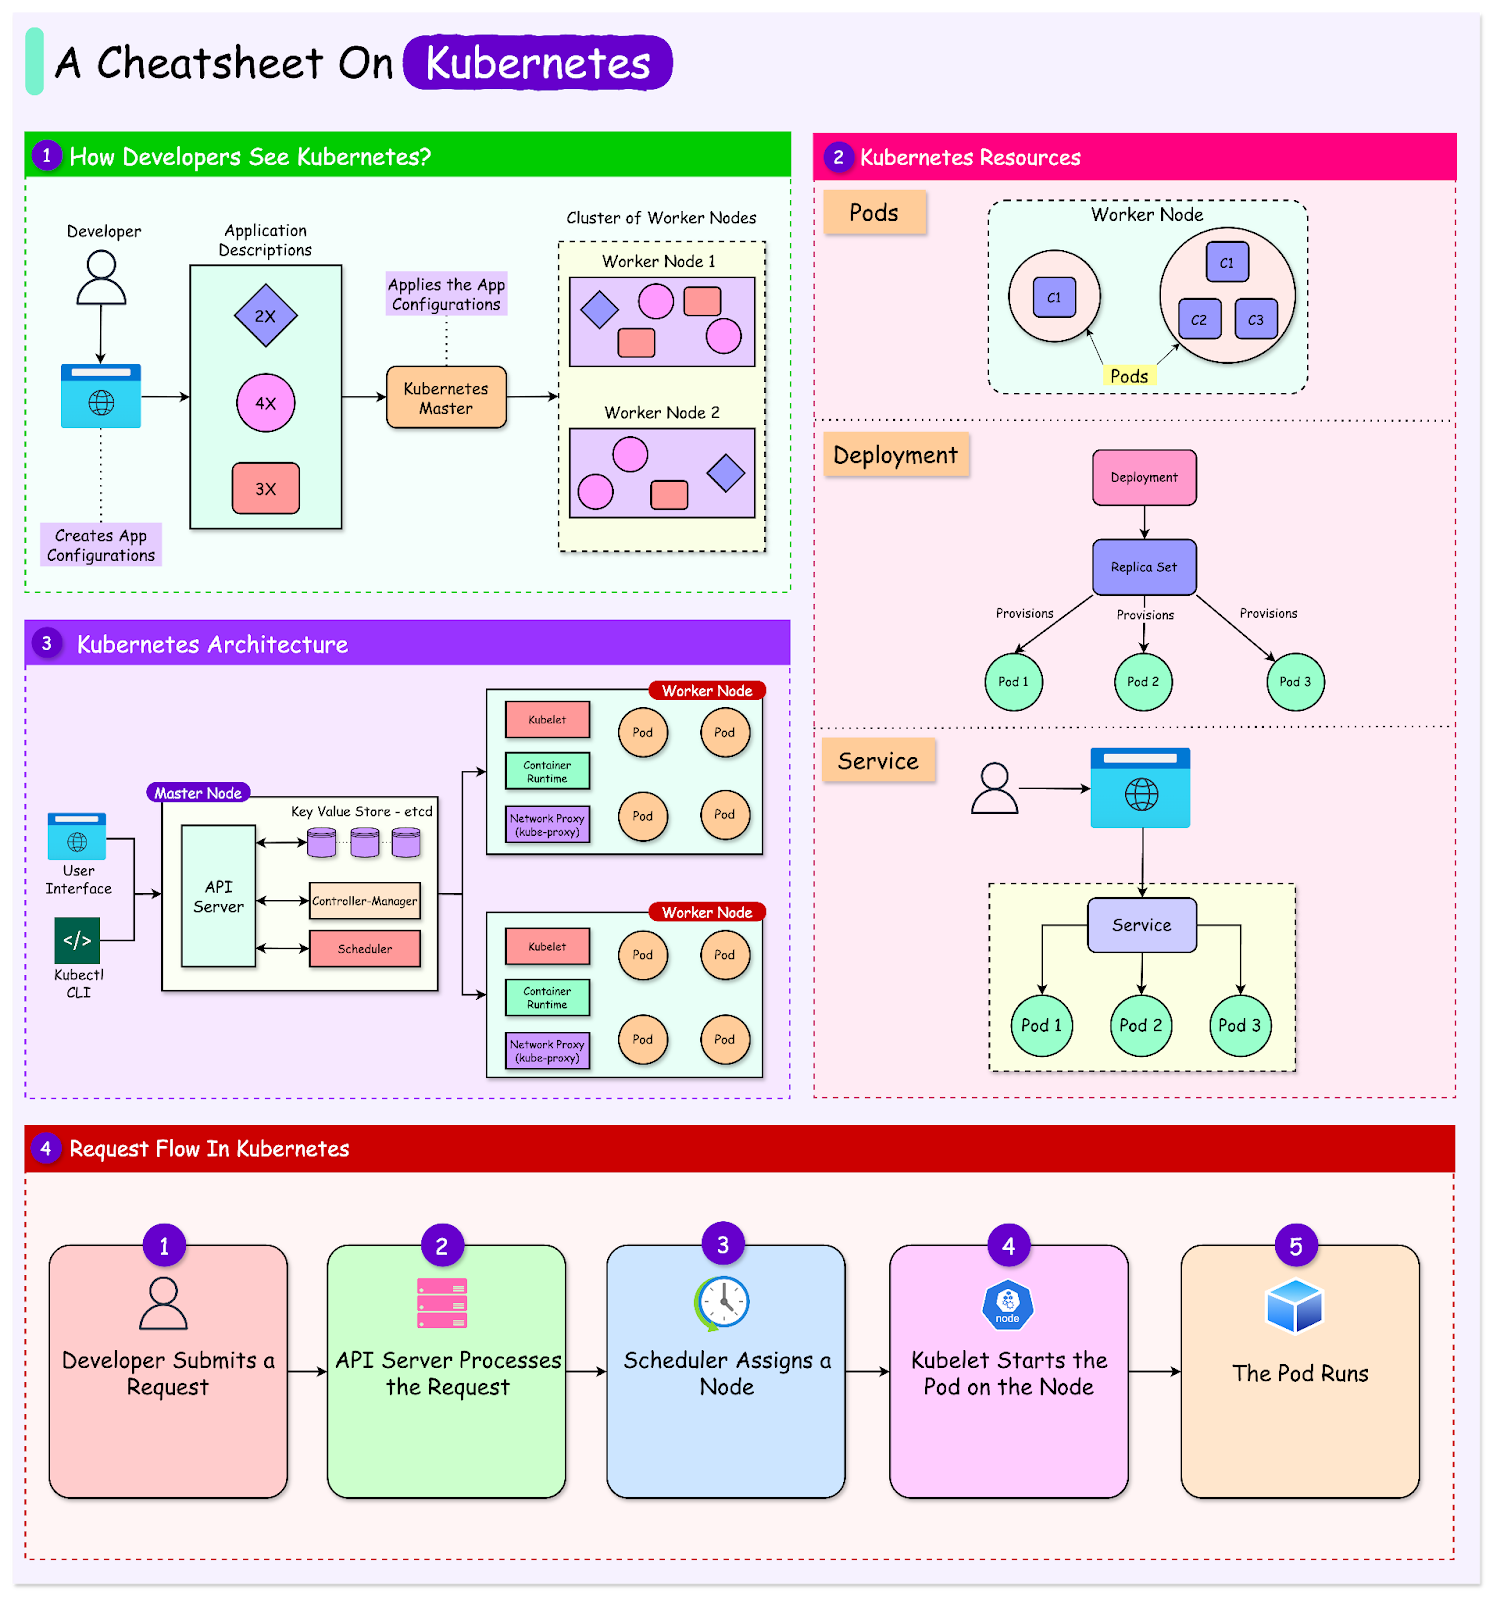 A Cheatsheet On Kubernetes
1 How Developers See Kubernetes?
Developer
Application
Descriptions
2X
4X
3X
Creates App
Configurations
Applies the App
Configurations
Kubernetes
Master
Cluster of Worker Nodes
Worker Node 1
Worker Node 2
2 Kubernetes Resources
Pods
Worker Node
C1
C1
C2
C3
Pods
Deployment
Deployment
Replica Set
Provisions
Provisions
Provisions
Pod 1
Pod 2
Pod 3
Service
Service
Pod 1
Pod 2
Pod 3
3 Kubernetes Architecture
User
Interface
Kubectl
CLI
</>
Master Node
API
Server
Key Value Store - etcd
Controller-Manager
Scheduler
Worker Node
Kubelet
Container
Runtime
Network Proxy
(kube-proxy)
Pod
Pod
Pod
Pod
Worker Node
Kubelet
Container
Runtime
Network Proxy
(kube-proxy)
Pod
Pod
Pod
Pod
4 Request Flow In Kubernetes
1
Developer Submits a
Request
2
API Server Processes
the Request
3
Scheduler Assigns a
Node
4
node
Kubelet Starts the
Pod on the Node
5
The Pod Runs